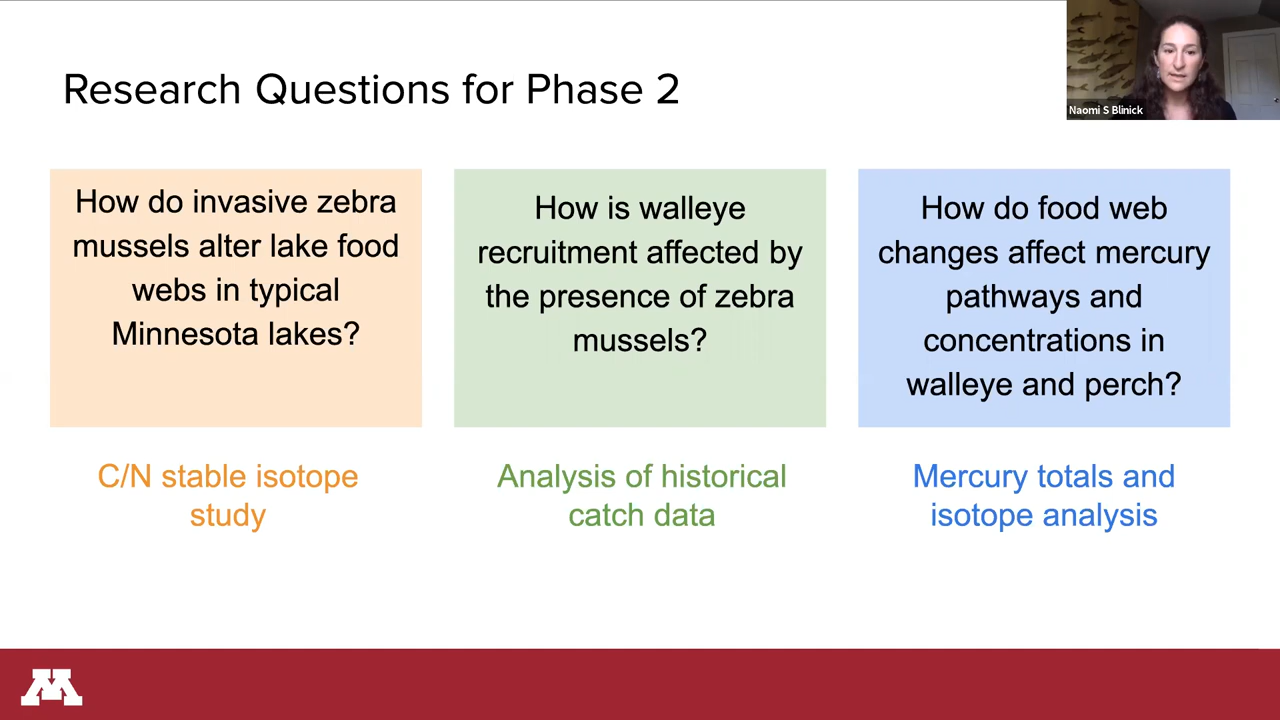 Research Questions for Phase 2
Naomi S Blinick
How do invasive zebra
mussels alter lake food
webs in typical
Minnesota lakes?
How is walleye
recruitment affected by
the presence of zebra
mussels?
How do food web
changes affect mercury
pathways and
concentrations in
walleye and perch?
C/N stable isotope
study
Analysis of historical
catch data
Mercury totals and
isotope analysis
M